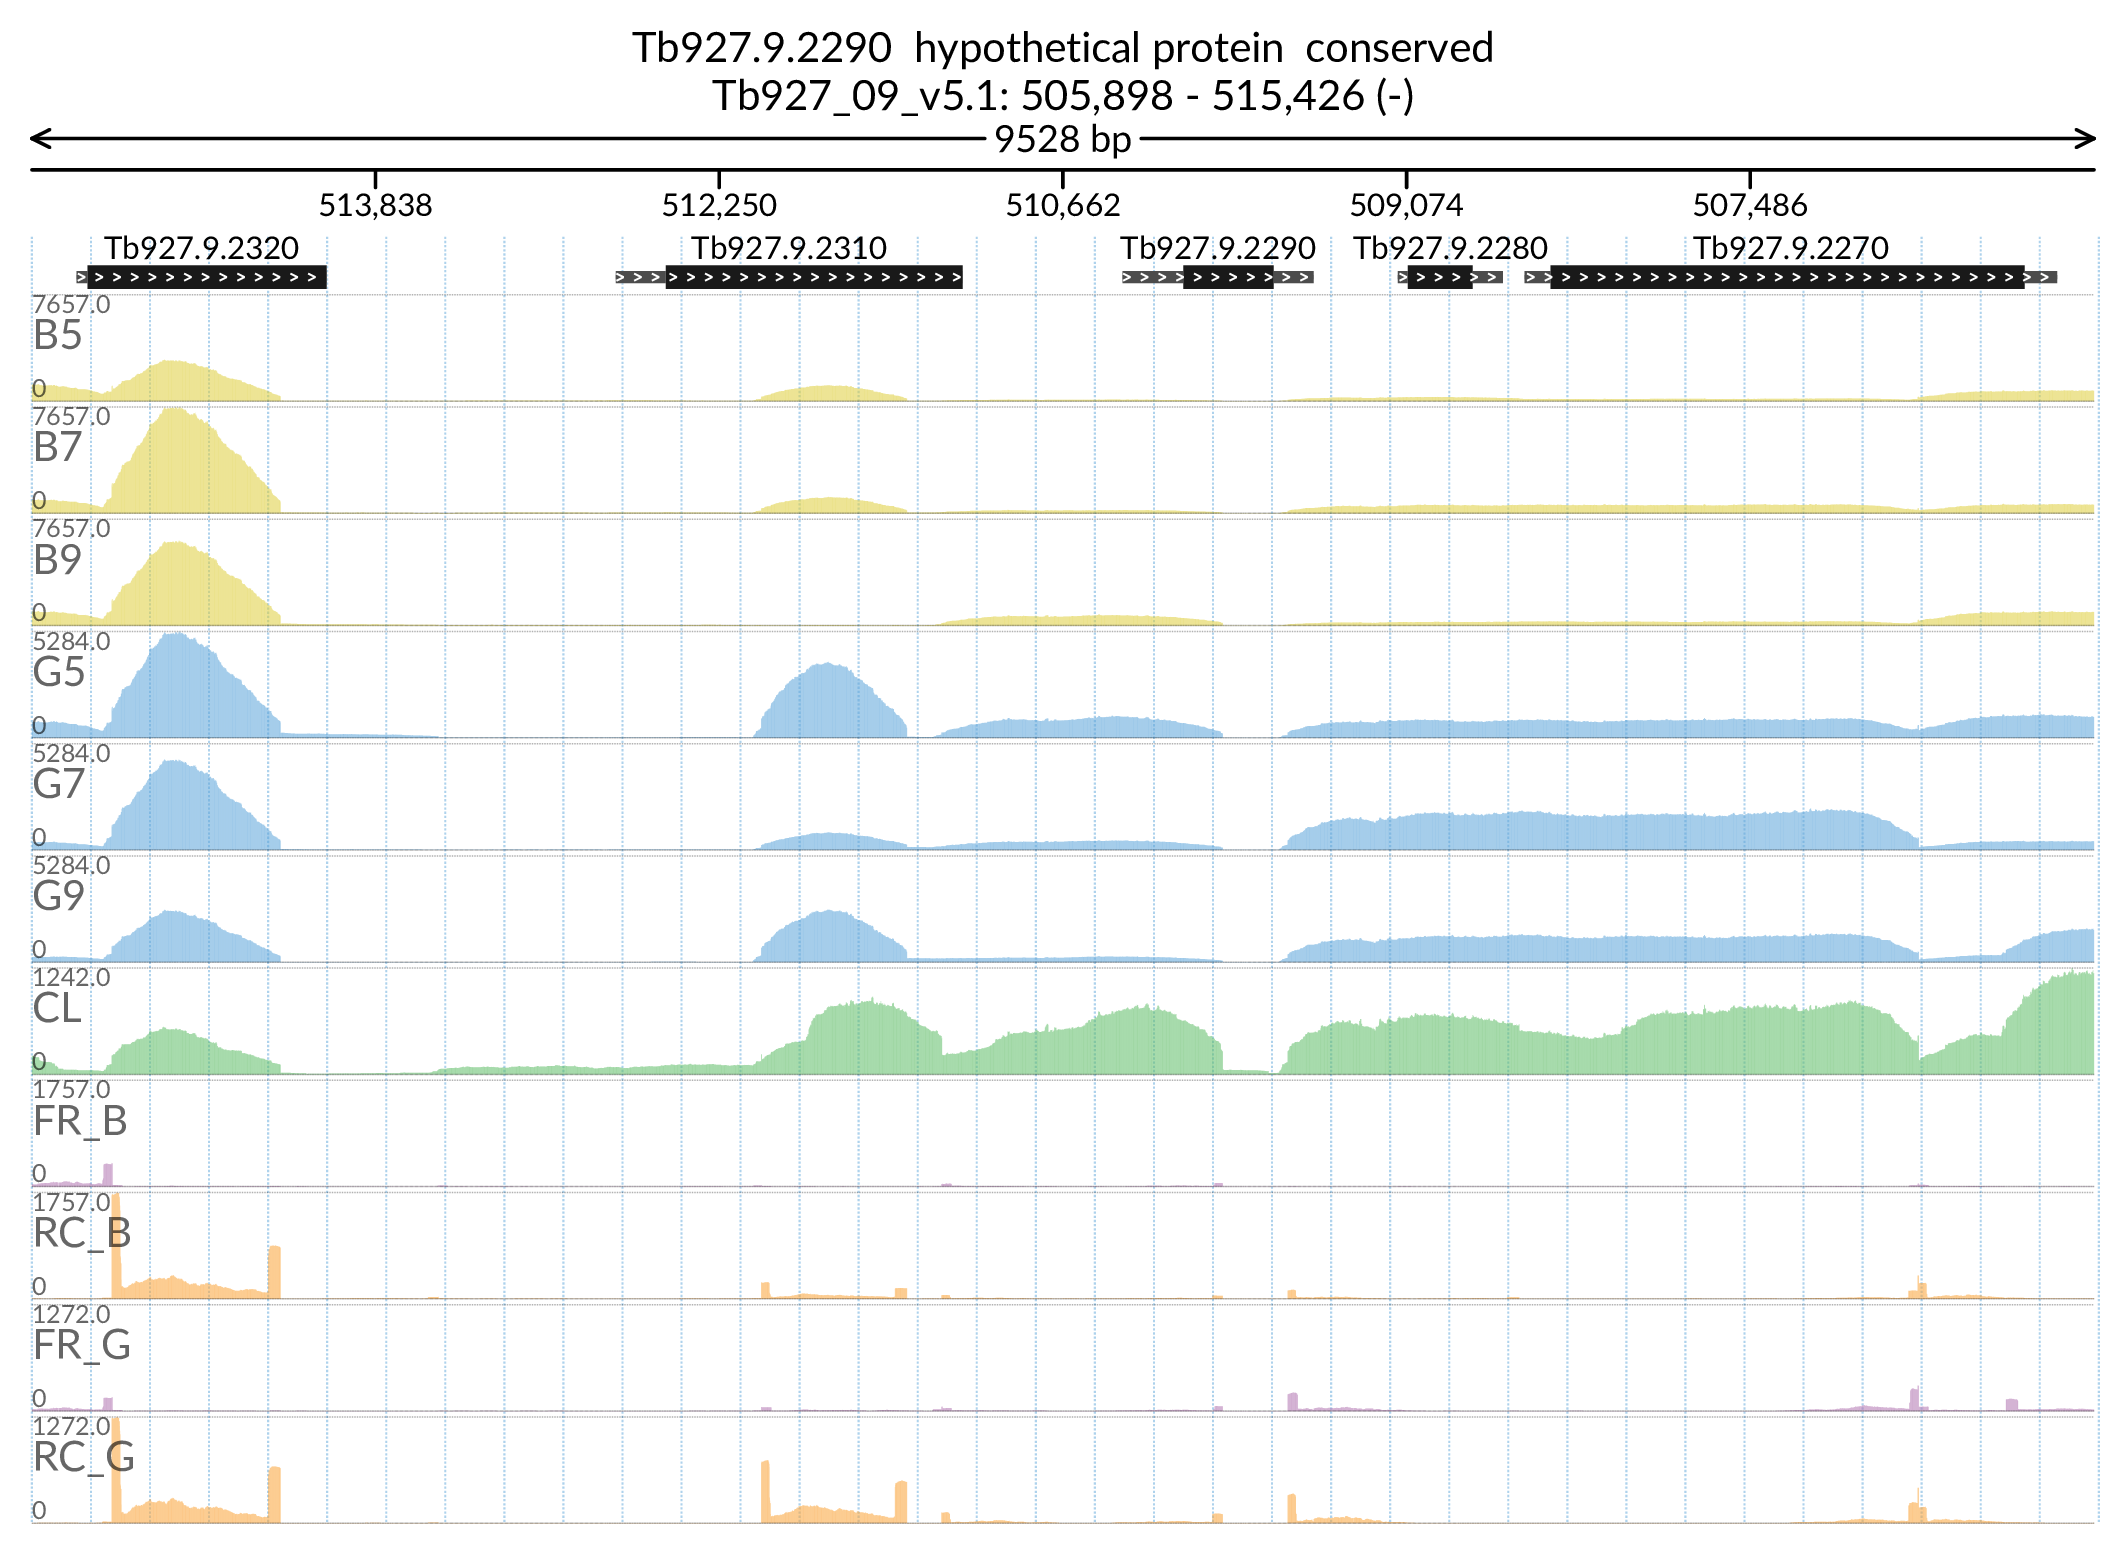 Tb927.9.2290  hypothetical protein  conserved
Tb927_09_v5.1: 505,898 - 515,426 (-)
9528 bp
513,838 512,250 510,662 509,074 507,486
Tb927.9.2320 Tb927.9.2310 Tb927.9.2290 Tb927.9.2280 Tb927.9.2270
7657.0
B5
0
7657.0
B7
0
7657.0
B9
0
5284.0
G5
0
5284.0
G7
0
5284.0
G9
0
1242.0
CL
0
1757.0
FR_B
0
1757.0
RC_B
0
1272.0
FR_G
0
1272.0
RC_G
0